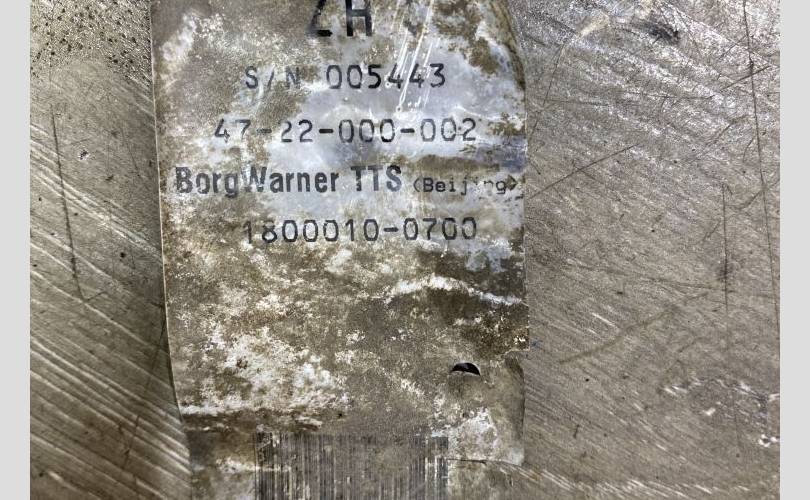 ZH
S/N 005443
47-22-000-002
BorgWarner TTS (Beijing)
1800010-0700